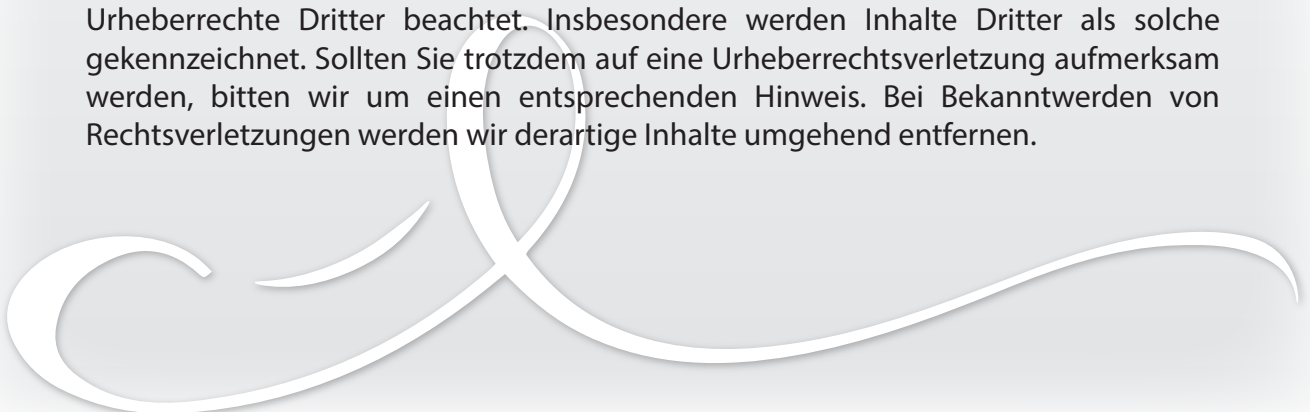 Urheberrechte Dritter beachtet. Insbesondere werden Inhalte Dritter als solche
gekennzeichnet. Sollten Sie trotzdem auf eine Urheberrechtsverletzung aufmerksam
werden, bitten wir um einen entsprechenden Hinweis. Bei Bekanntwerden von
Rechtsverletzungen werden wir derartige Inhalte umgehend entfernen.